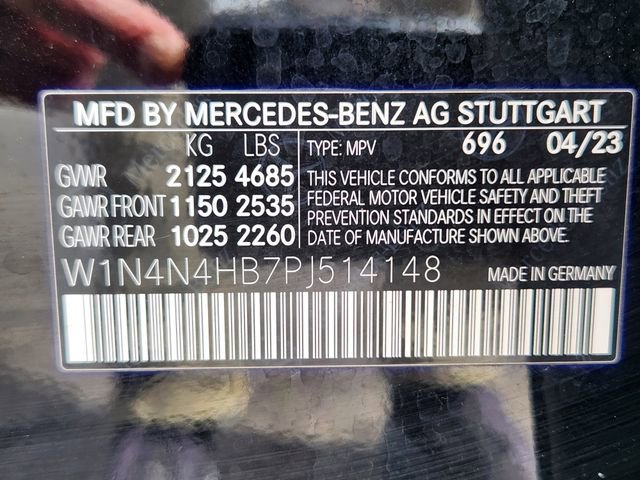 MFD BY MERCEDES-BENZ AG STUTTGART
KG LBS TYPE: MPV 696 04/23
GVWR 2125 4685
GAWR FRONT 1150 2535
GAWR REAR 1025 2260
THIS VEHICLE CONFORMS TO ALL APPLICABLE
FEDERAL MOTOR VEHICLE SAFETY AND THEFT
PREVENTION STANDARDS IN EFFECT ON THE
DATE OF MANUFACTURE SHOWN ABOVE.
W1N4N4HB7PJ514148 MADE IN GERMANY